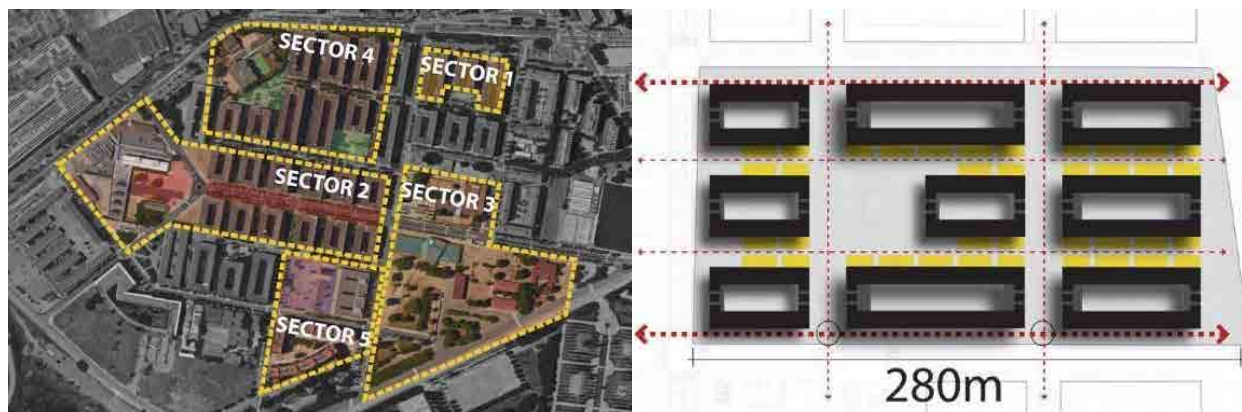 SECTOR 4
SECTOR 1
SECTOR 2
SECTOR 3
SECTOR 5
280m